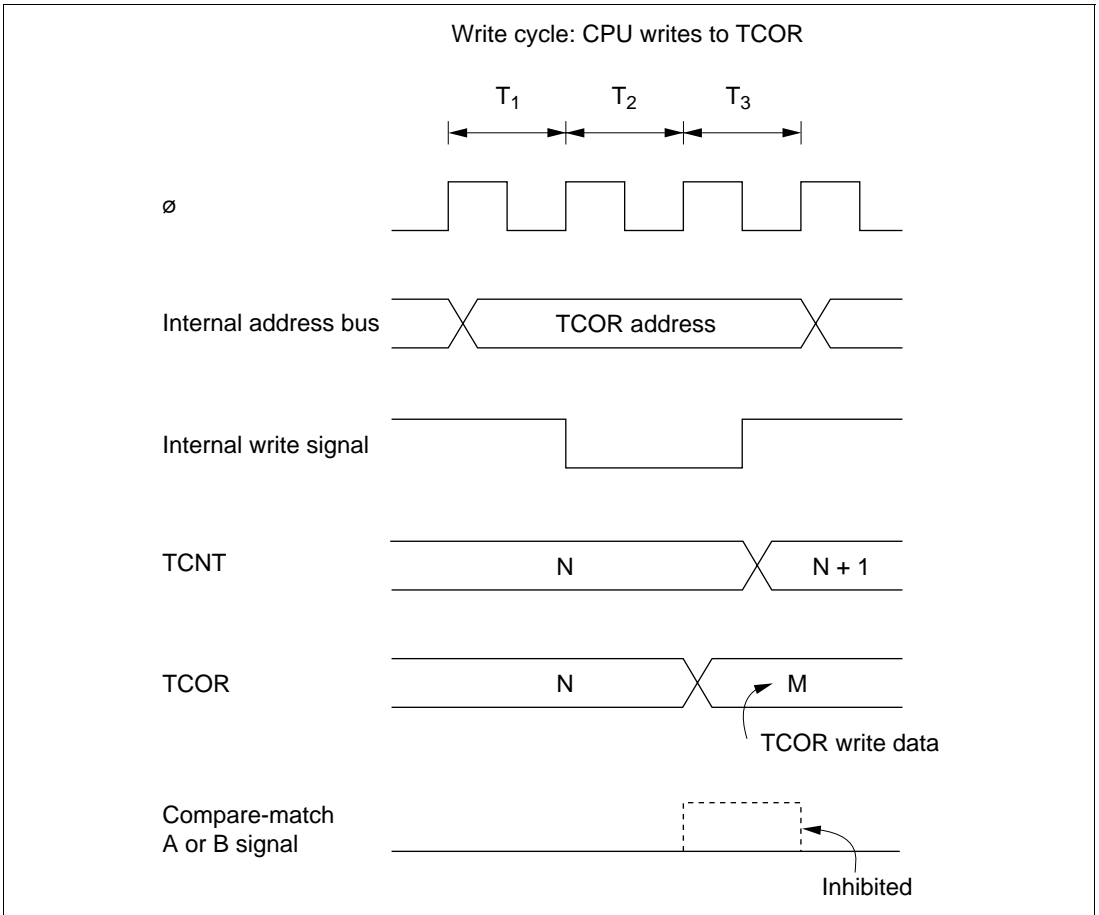 Write cycle: CPU writes to TCOR
T1 T2 T3
ø
Internal address bus TCOR address
Internal write signal
TCNT N N + 1
TCOR N M
TCOR write data
Compare-match
A or B signal
Inhibited